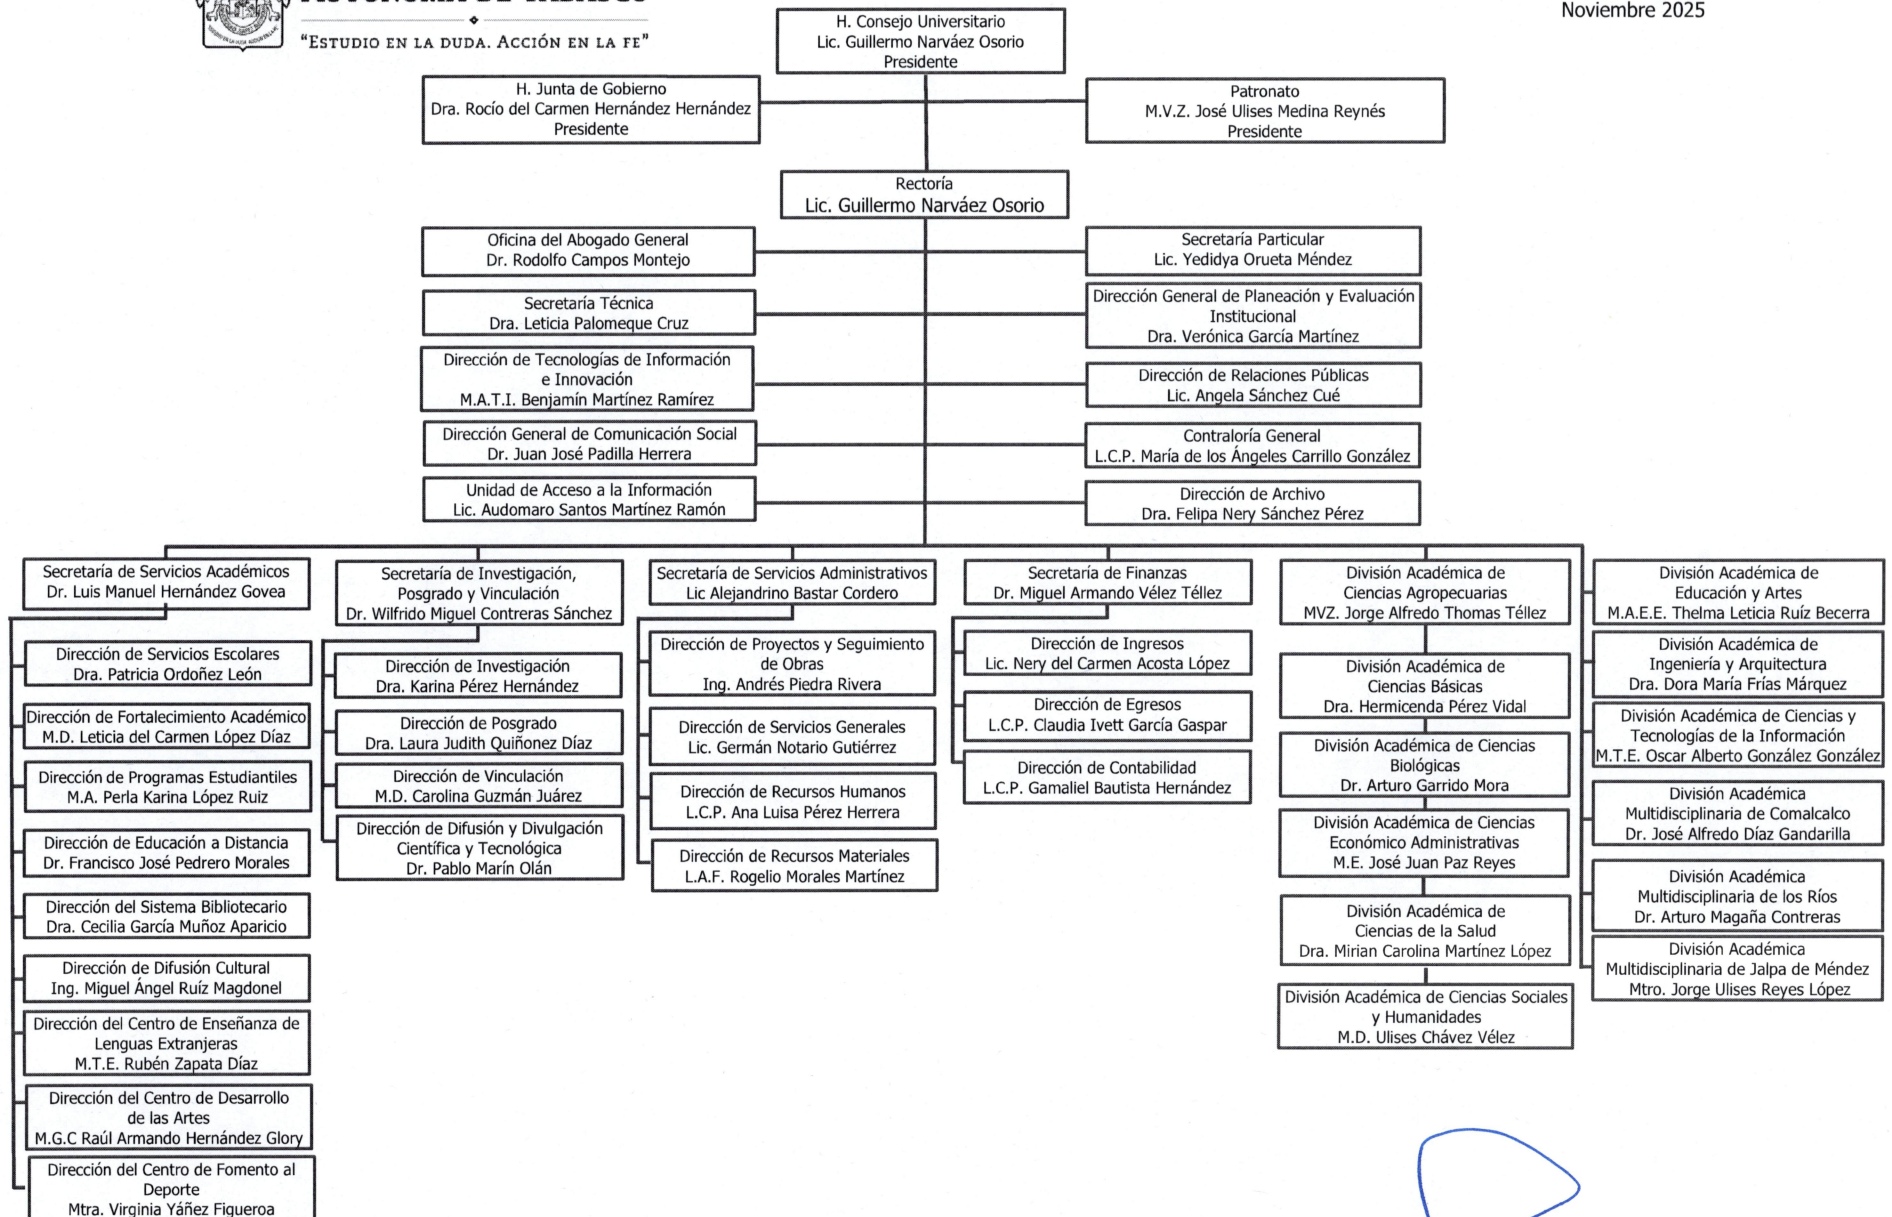 AUTÓNOMA DE TABASCO
“ESTUDIO EN LA DUDA. ACCIÓN EN LA FE”
Noviembre 2025
H. Consejo Universitario
Lic. Guillermo Narváez Osorio
Presidente
H. Junta de Gobierno
Dra. Rocío del Carmen Hernández Hernández
Presidente
Patronato
M.V.Z. José Ulises Medina Reynés
Presidente
Rectoría
Lic. Guillermo Narváez Osorio
Oficina del Abogado General
Dr. Rodolfo Campos Montejo
Secretaría Particular
Lic. Yedidya Orueta Méndez
Secretaría Técnica
Dra. Leticia Palomeque Cruz
Dirección General de Planeación y Evaluación
Institucional
Dra. Verónica García Martínez
Dirección de Tecnologías de Información
e Innovación
M.A.T.I. Benjamín Martínez Ramírez
Dirección de Relaciones Públicas
Lic. Angela Sánchez Cué
Dirección General de Comunicación Social
Dr. Juan José Padilla Herrera
Contraloría General
L.C.P. María de los Ángeles Carrillo González
Unidad de Acceso a la Información
Lic. Audomaro Santos Martínez Ramón
Dirección de Archivo
Dra. Felipa Nery Sánchez Pérez
Secretaría de Servicios Académicos
Dr. Luis Manuel Hernández Govea
Dirección de Servicios Escolares
Dra. Patricia Ordoñez León
Dirección de Fortalecimiento Académico
M.D. Leticia del Carmen López Díaz
Dirección de Programas Estudiantiles
M.A. Perla Karina López Ruiz
Dirección de Educación a Distancia
Dr. Francisco José Pedrero Morales
Dirección del Sistema Bibliotecario
Dra. Cecilia García Muñoz Aparicio
Dirección de Difusión Cultural
Ing. Miguel Ángel Ruíz Magdonel
Dirección del Centro de Enseñanza de
Lenguas Extranjeras
M.T.E. Rubén Zapata Díaz
Dirección del Centro de Desarrollo
de las Artes
M.G.C Raúl Armando Hernández Glory
Dirección del Centro de Fomento al
Deporte
Mtra. Virginia Yáñez Figueroa
Secretaría de Investigación,
Posgrado y Vinculación
Dr. Wilfrido Miguel Contreras Sánchez
Dirección de Investigación
Dra. Karina Pérez Hernández
Dirección de Posgrado
Dra. Laura Judith Quiñonez Díaz
Dirección de Vinculación
M.D. Carolina Guzmán Juárez
Dirección de Difusión y Divulgación
Científica y Tecnológica
Dr. Pablo Marín Olán
Secretaría de Servicios Administrativos
Lic Alejandrino Bastar Cordero
Dirección de Proyectos y Seguimiento
de Obras
Ing. Andrés Piedra Rivera
Dirección de Servicios Generales
Lic. Germán Notario Gutiérrez
Dirección de Recursos Humanos
L.C.P. Ana Luisa Pérez Herrera
Dirección de Recursos Materiales
L.A.F. Rogelio Morales Martínez
Secretaría de Finanzas
Dr. Miguel Armando Vélez Téllez
Dirección de Ingresos
Lic. Nery del Carmen Acosta López
Dirección de Egresos
L.C.P. Claudia Ivett García Gaspar
Dirección de Contabilidad
L.C.P. Gamaliel Bautista Hernández
División Académica de
Ciencias Agropecuarias
MVZ. Jorge Alfredo Thomas Téllez
División Académica de
Ciencias Básicas
Dra. Hermicenda Pérez Vidal
División Académica de Ciencias
Biológicas
Dr. Arturo Garrido Mora
División Académica de Ciencias
Económico Administrativas
M.E. José Juan Paz Reyes
División Académica de
Ciencias de la Salud
Dra. Mirian Carolina Martínez López
División Académica de Ciencias Sociales
y Humanidades
M.D. Ulises Chávez Vélez
División Académica de
Educación y Artes
M.A.E.E. Thelma Leticia Ruíz Becerra
División Académica de
Ingeniería y Arquitectura
Dra. Dora María Frías Márquez
División Académica de Ciencias y
Tecnologías de la Información
M.T.E. Oscar Alberto González González
División Académica
Multidisciplinaria de Comalcalco
Dr. José Alfredo Díaz Gandarilla
División Académica
Multidisciplinaria de los Ríos
Dr. Arturo Magaña Contreras
División Académica
Multidisciplinaria de Jalpa de Méndez
Mtro. Jorge Ulises Reyes López